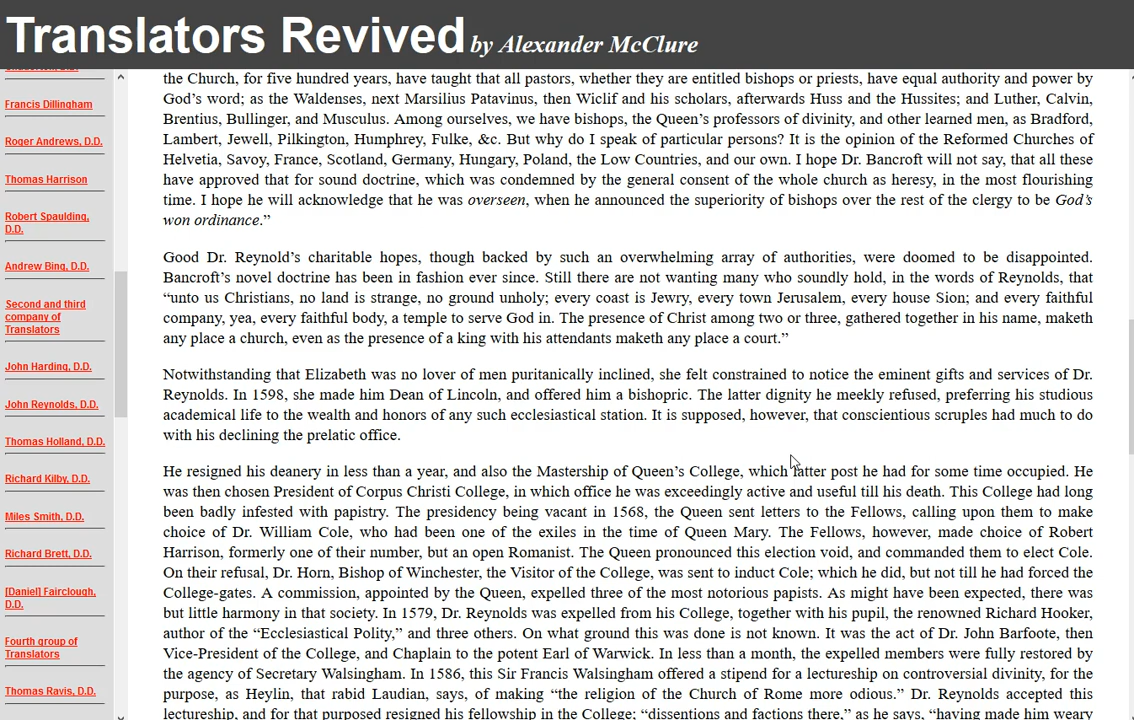 Translators Revived by Alexander McClure
Francis Dillingham
Roger Andrews, D.D.
Thomas Harrison
Robert Spaulding,
D.D.
Andrew Bing, D.D.
Second and third
company of
Translators
John Harding, D.D.
John Reynolds, D.D.
Thomas Holland, D.D.
Richard Kilby, D.D.
Miles Smith, D.D.
Richard Brett, D.D.
[Daniel] Fairclough,
D.D.
Fourth group of
Translators
Thomas Ravis, D.D.
the Church, for five hundred years, have taught that all pastors, whether they are entitled bishops or priests, have equal authority and power by
God’s word; as the Waldenses, next Marsilius Patavinus, then Wiclif and his scholars, afterwards Huss and the Hussites; and Luther, Calvin,
Brentius, Bullinger, and Musculus. Among ourselves, we have bishops, the Queen’s professors of divinity, and other learned men, as Bradford,
Lambert, Jewell, Pilkington, Humphrey, Fulke, &c. But why do I speak of particular persons? It is the opinion of the Reformed Churches of
Helvetia, Savoy, France, Scotland, Germany, Hungary, Poland, the Low Countries, and our own. I hope Dr. Bancroft will not say, that all these
have approved that for sound doctrine, which was condemned by the general consent of the whole church as heresy, in the most flourishing
time. I hope he will acknowledge that he was overseen, when he announced the superiority of bishops over the rest of the clergy to be God’s
won ordinance.”
Good Dr. Reynold’s charitable hopes, though backed by such an overwhelming array of authorities, were doomed to be disappointed.
Bancroft’s novel doctrine has been in fashion ever since. Still there are not wanting many who soundly hold, in the words of Reynolds, that
“unto us Christians, no land is strange, no ground unholy; every coast is Jewry, every town Jerusalem, every house Sion; and every faithful
company, yea, every faithful body, a temple to serve God in. The presence of Christ among two or three, gathered together in his name, maketh
any place a church, even as the presence of a king with his attendants maketh any place a court.”
Notwithstanding that Elizabeth was no lover of men puritanically inclined, she felt constrained to notice the eminent gifts and services of Dr.
Reynolds. In 1598, she made him Dean of Lincoln, and offered him a bishopric. The latter dignity he meekly refused, preferring his studious
academical life to the wealth and honors of any such ecclesiastical station. It is supposed, however, that conscientious scruples had much to do
with his declining the prelatic office.
He resigned his deanery in less than a year, and also the Mastership of Queen’s College, which latter post he had for some time occupied. He
was then chosen President of Corpus Christi College, in which office he was exceedingly active and useful till his death. This College had long
been badly infested with papistry. The presidency being vacant in 1568, the Queen sent letters to the Fellows, calling upon them to make
choice of Dr. William Cole, who had been one of the exiles in the time of Queen Mary. The Fellows, however, made choice of Robert
Harrison, formerly one of their number, but an open Romanist. The Queen pronounced this election void, and commanded them to elect Cole.
On their refusal, Dr. Horn, Bishop of Winchester, the Visitor of the College, was sent to induct Cole; which he did, but not till he had forced the
College-gates. A commission, appointed by the Queen, expelled three of the most notorious papists. As might have been expected, there was
but little harmony in that society. In 1579, Dr. Reynolds was expelled from his College, together with his pupil, the renowned Richard Hooker,
author of the “Ecclesiastical Polity,” and three others. On what ground this was done is not known. It was the act of Dr. John Barfoote, then
Vice-President of the College, and Chaplain to the potent Earl of Warwick. In less than a month, the expelled members were fully restored by
the agency of Secretary Walsingham. In 1586, this Sir Francis Walsingham offered a stipend for a lectureship on controversial divinity, for the
purpose, as Heylin, that rabid Laudian, says, of making “the religion of the Church of Rome more odious.” Dr. Reynolds accepted this
lectureship, and for that purposed resigned his fellowship in the College; “dissentions and factions there,” as he says, “having made him weary